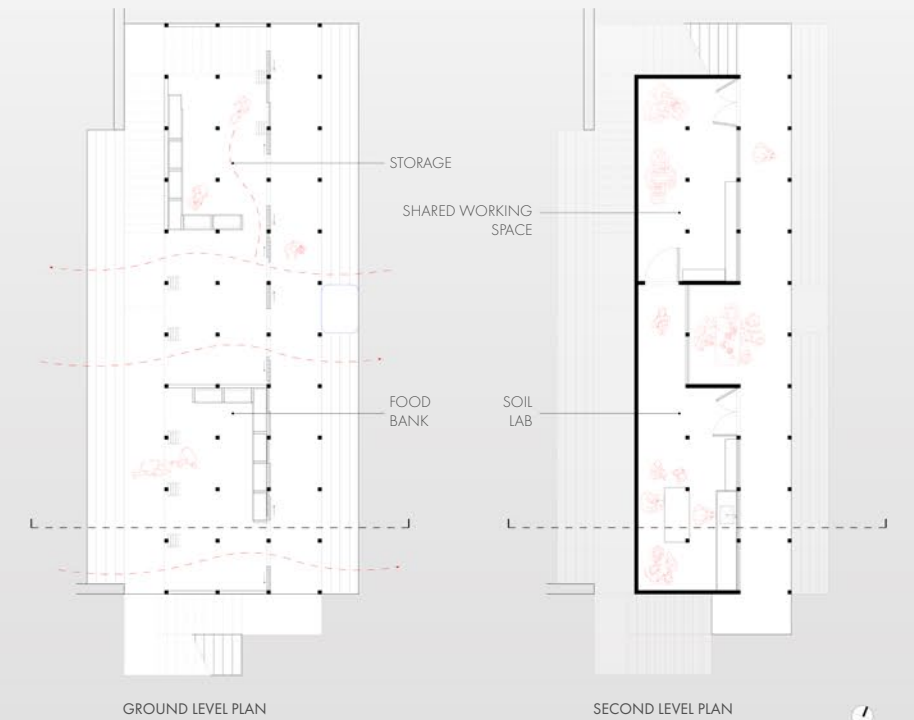 STORAGE
SHARED WORKING
SPACE
FOOD
BANK
SOIL
LAB
GROUND LEVEL PLAN
SECOND LEVEL PLAN